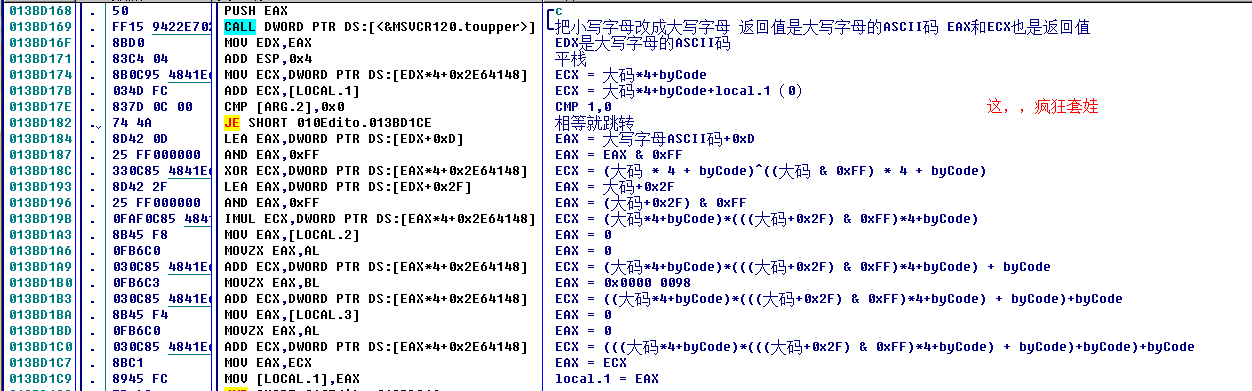 013BD168 . 50 PUSH EAX c
013BD169 . FF15 9422E702 CALL DWORD PTR DS:[<&MSVCR120.toupper>] 把小写字母改成大写字母 返回值是大写字母的ASCII码 EAX和ECX也是返回值
013BD16F . 8BD0 MOV EDX,EAX EDX是大写字母的ASCII码
013BD171 . 83C4 04 ADD ESP,0x4 平栈
013BD174 . 8B0C95 4841E6 MOV ECX,DWORD PTR DS:[EDX*4+0x2E64148] ECX = 大码*4+byCode
013BD17B . 034D FC ADD ECX,[LOCAL.1] ECX = 大码*4+byCode+local.1（0）
013BD17E . 837D 0C 00 CMP [ARG.2],0x0 CMP 1,0
这，，疯狂套娃
013BD182 .v 74 4A JE SHORT 010Edito.013BD1CE 相等就跳转
013BD184 . 8D42 0D LEA EAX,DWORD PTR DS:[EDX+0xD] EAX = 大写字母ASCII码+0xD
013BD187 . 25 FF000000 AND EAX,0xFF EAX = EAX & 0xFF
013BD18C . 330C85 4841E6 XOR ECX,DWORD PTR DS:[EAX*4+0x2E64148] ECX = (大码 * 4 + byCode)^((大码 & 0xFF) * 4 + byCode)
013BD193 . 8D42 2F LEA EAX,DWORD PTR DS:[EDX+0x2F] EAX = 大码+0x2F
013BD196 . 25 FF000000 AND EAX,0xFF EAX = (大码+0x2F) & 0xFF
013BD19B . 0FAF0C85 484 IMUL ECX,DWORD PTR DS:[EAX*4+0x2E64148] ECX = (大码*4+byCode)*(((大码+0x2F) & 0xFF)*4+byCode)
013BD1A3 . 8B45 F8 MOV EAX,[LOCAL.2] EAX = 0
013BD1A6 . 0FB6C0 MOVZX EAX,AL EAX = 0
013BD1A9 . 030C85 4841E6 ADD ECX,DWORD PTR DS:[EAX*4+0x2E64148] ECX = (大码*4+byCode)*(((大码+0x2F) & 0xFF)*4+byCode) + byCode
013BD1B0 . 0FB6C3 MOVZX EAX,BL EAX = 0x0000 0098
013BD1B3 . 030C85 4841E6 ADD ECX,DWORD PTR DS:[EAX*4+0x2E64148] ECX = ((大码*4+byCode)*(((大码+0x2F) & 0xFF)*4+byCode) + byCode)+byCode
013BD1BA . 8B45 F4 MOV EAX,[LOCAL.3] EAX = 0
013BD1BD . 0FB6C0 MOVZX EAX,AL EAX = 0
013BD1C0 . 030C85 4841E6 ADD ECX,DWORD PTR DS:[EAX*4+0x2E64148] ECX = (((大码*4+byCode)*(((大码+0x2F) & 0xFF)*4+byCode) + byCode)+byCode)+byCode
013BD1C7 . 8BC1 MOV EAX,ECX EAX = ECX
013BD1C9 . 8945 FC MOV [LOCAL.1],EAX local.1 = EAX